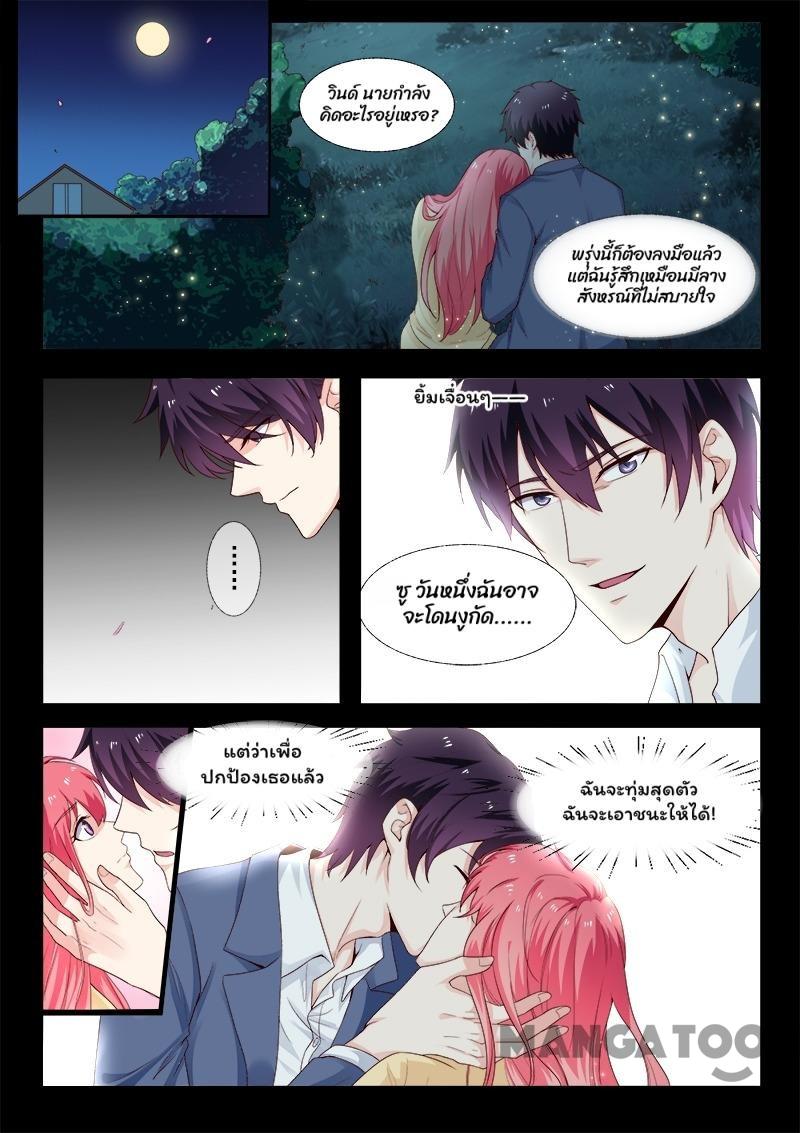 วินด์ นายกำลัง
คิดอะไรอยู่เหรอ?
พรุ่งนี้ก็ต้องลงมือแล้ว
แต่ฉันรู้สึกเหมือนมีลาง
สังหรณ์ที่ไม่สบายใจ
......
ยิ้มเจื่อนๆ——
ซู วันหนึ่งฉันอาจ
จะโดนงูกัด......
แต่ว่าเพื่อ
ปกป้องเธอแล้ว
ฉันจะทุ่มสุดตัว
ฉันจะเอาชนะให้ได้!
MANGATOO